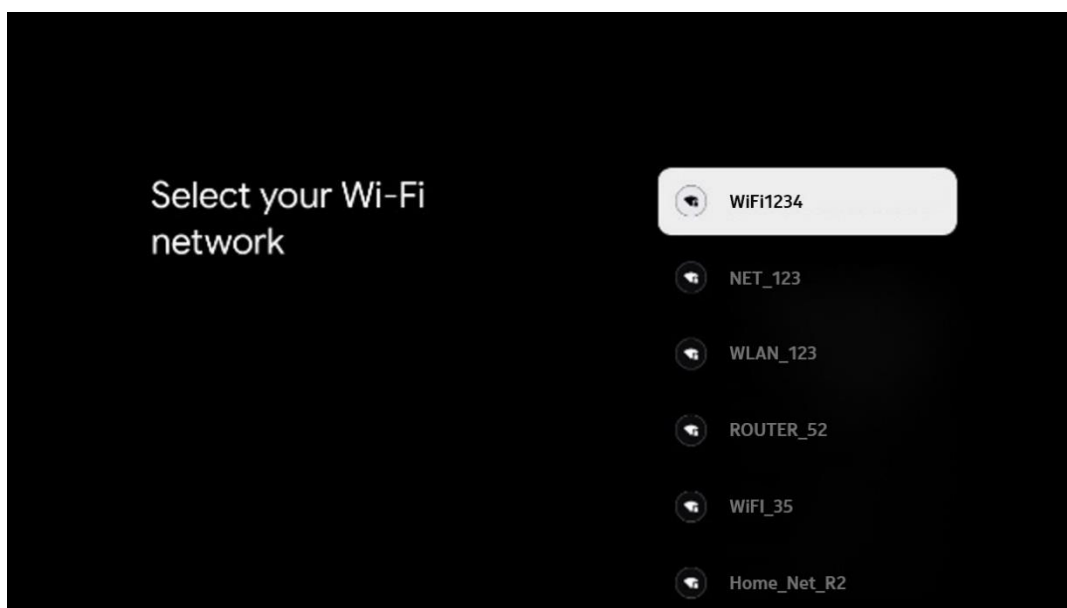 Select your Wi-Fi
network
WiFi1234
NET_123
WLAN_123
ROUTER_52
WiFI_35
Home_Net_R2